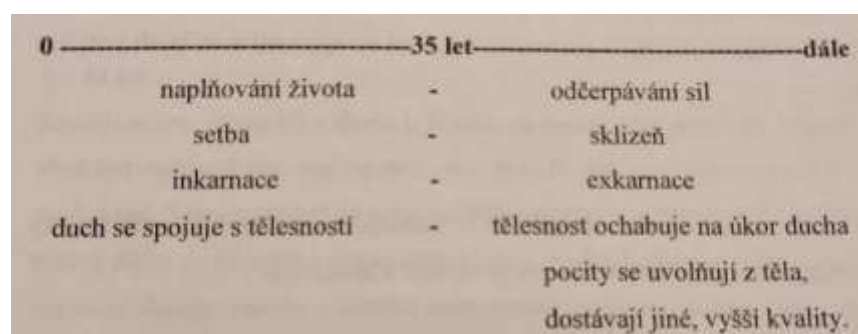 0 ---------------------------------------35 let------------------------------------dále
naplňování života - odčerpávání sil
setba - sklizeň
inkarnace - exkarnace
duch se spojuje s tělesností - tělesnost ochabuje na úkor ducha
pocity se uvolňují z těla,
dostávají jiné, vyšší kvality.